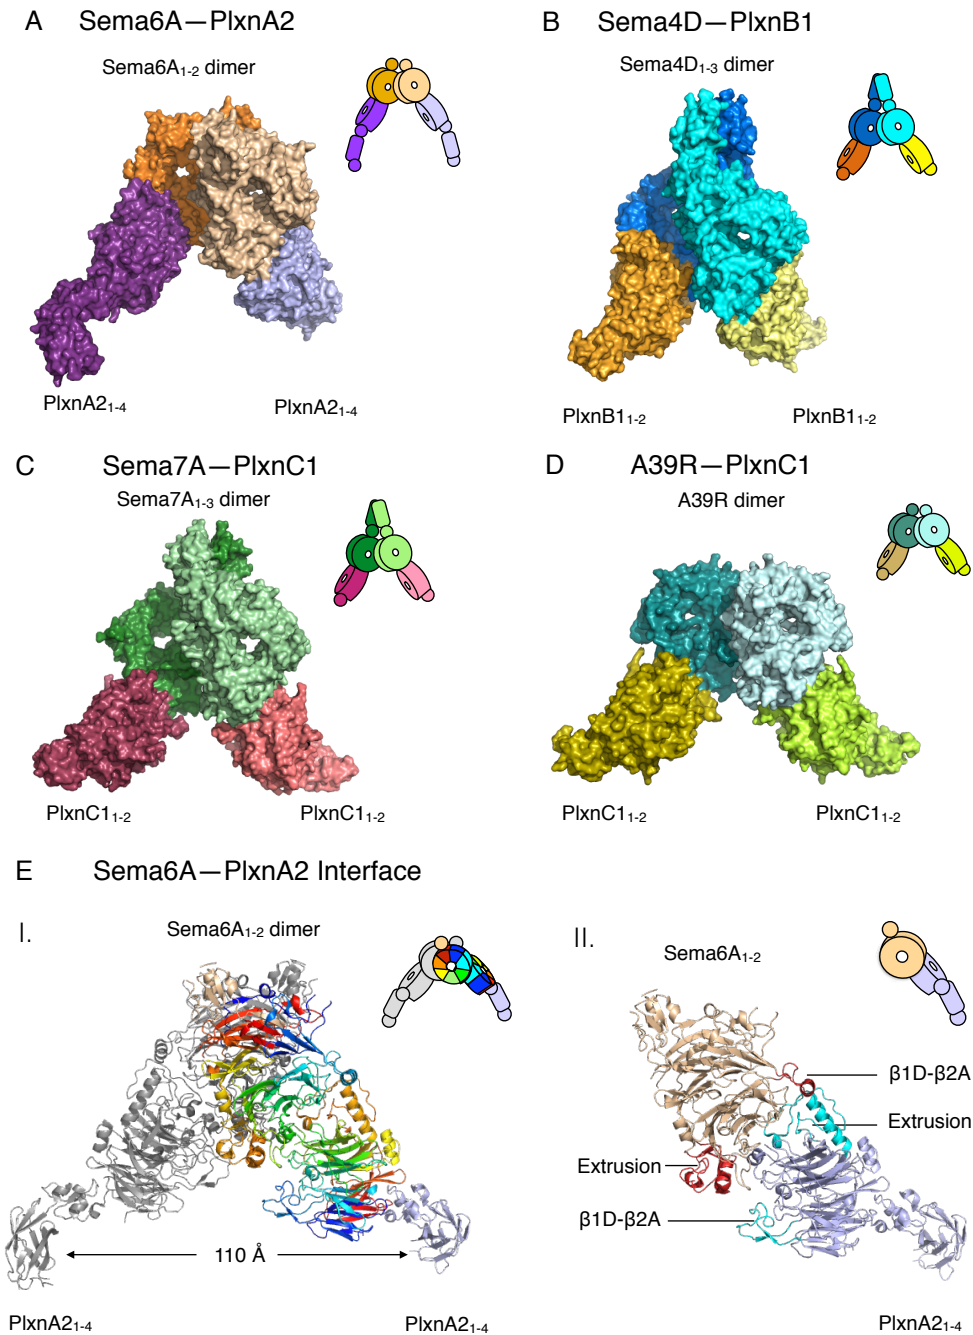 A Sema6A—PlxnA2
Sema6A1-2 dimer
PlxnA21-4
PlxnA21-4
B Sema4D—PlxnB1
Sema4D1-3 dimer
PlxnB11-2
PlxnB11-2
C Sema7A—PlxnC1
Sema7A1-3 dimer
PlxnC11-2
PlxnC11-2
D A39R—PlxnC1
A39R dimer
PlxnC11-2
PlxnC11-2
E Sema6A—PlxnA2 Interface
I.
Sema6A1-2 dimer
110 Å
PlxnA21-4
PlxnA21-4
II.
Sema6A1-2
β1D-β2A
Extrusion
Extrusion
β1D-β2A
PlxnA21-4